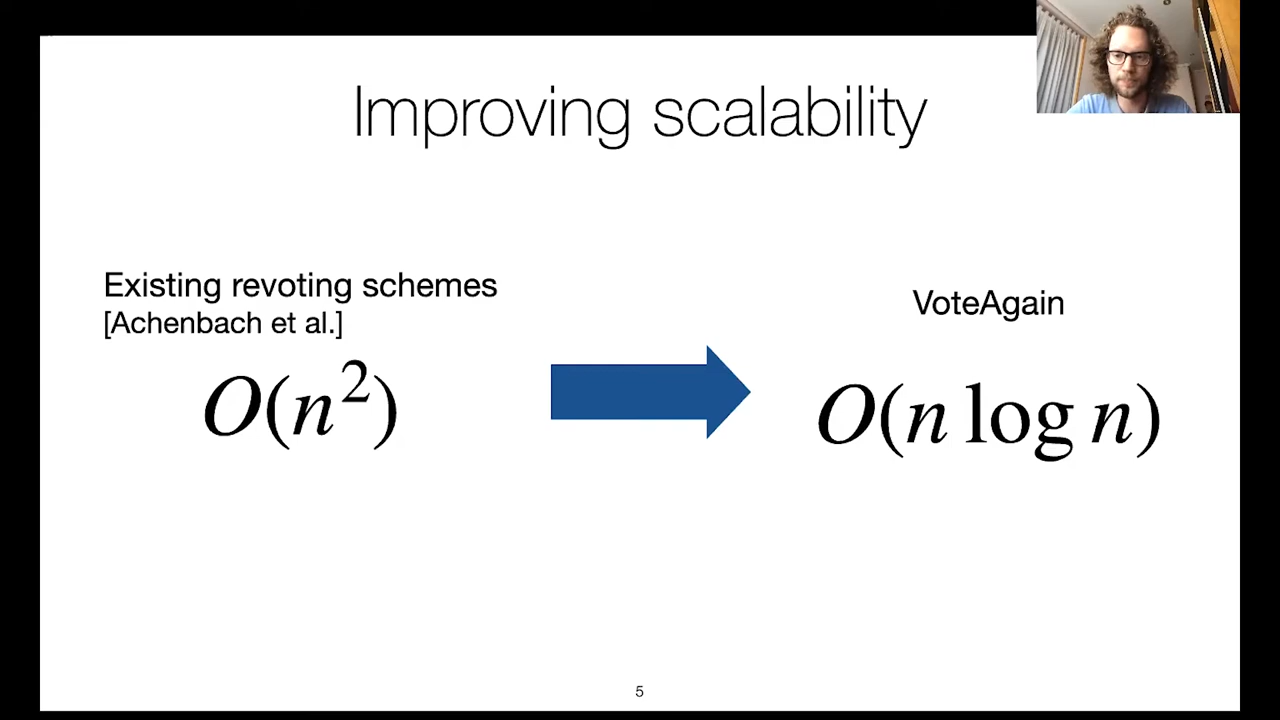 Improving scalability
Existing revoting schemes
[Achenbach et al.]
O(n²)
VoteAgain
O(n log n)
5